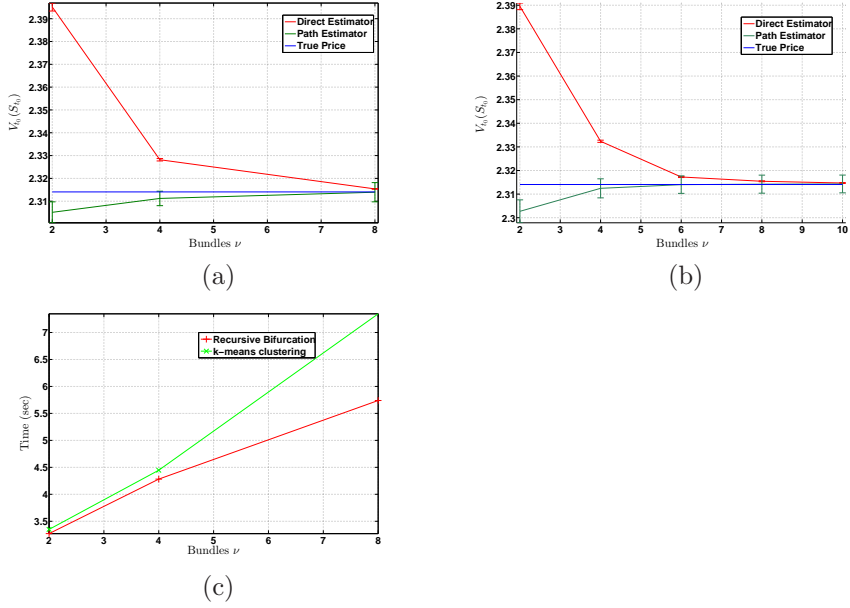 2.39
2.38
2.37
2.36
2.35
2.34
2.33
2.32
2.31
V_{t_0}(S_{t_0})
Direct Estimator
Path Estimator
True Price
2 3 4 5 6 7 8
Bundles ν
(a)
2.39
2.38
2.37
2.36
2.35
2.34
2.33
2.32
2.31
2.3
V_{t_0}(S_{t_0})
Direct Estimator
Path Estimator
True Price
2 3 4 5 6 7 8 9 10
Bundles ν
(b)
7
6.5
6
5.5
5
4.5
4
3.5
Time (sec)
Recursive Bifurcation
k−means clustering
2 3 4 5 6 7 8
Bundles ν
(c)